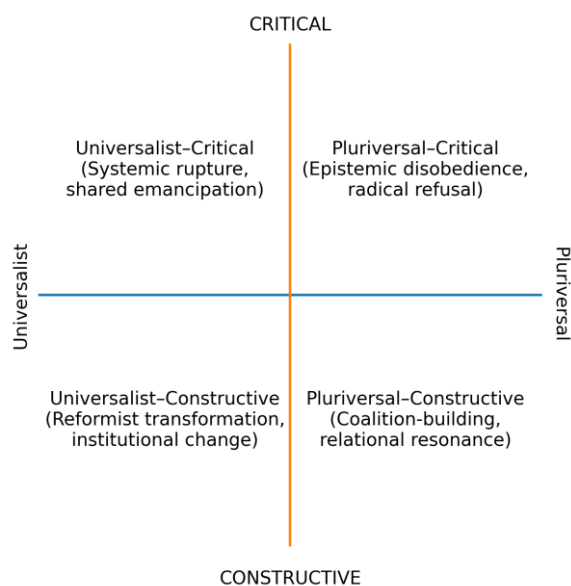 CRITICAL
Universalist–Critical
(Systemic rupture,
shared emancipation)
Pluriversal–Critical
(Epistemic disobedience,
radical refusal)
Universalist
Pluriversal
Universalist–Constructive
(Reformist transformation,
institutional change)
Pluriversal–Constructive
(Coalition-building,
relational resonance)
CONSTRUCTIVE